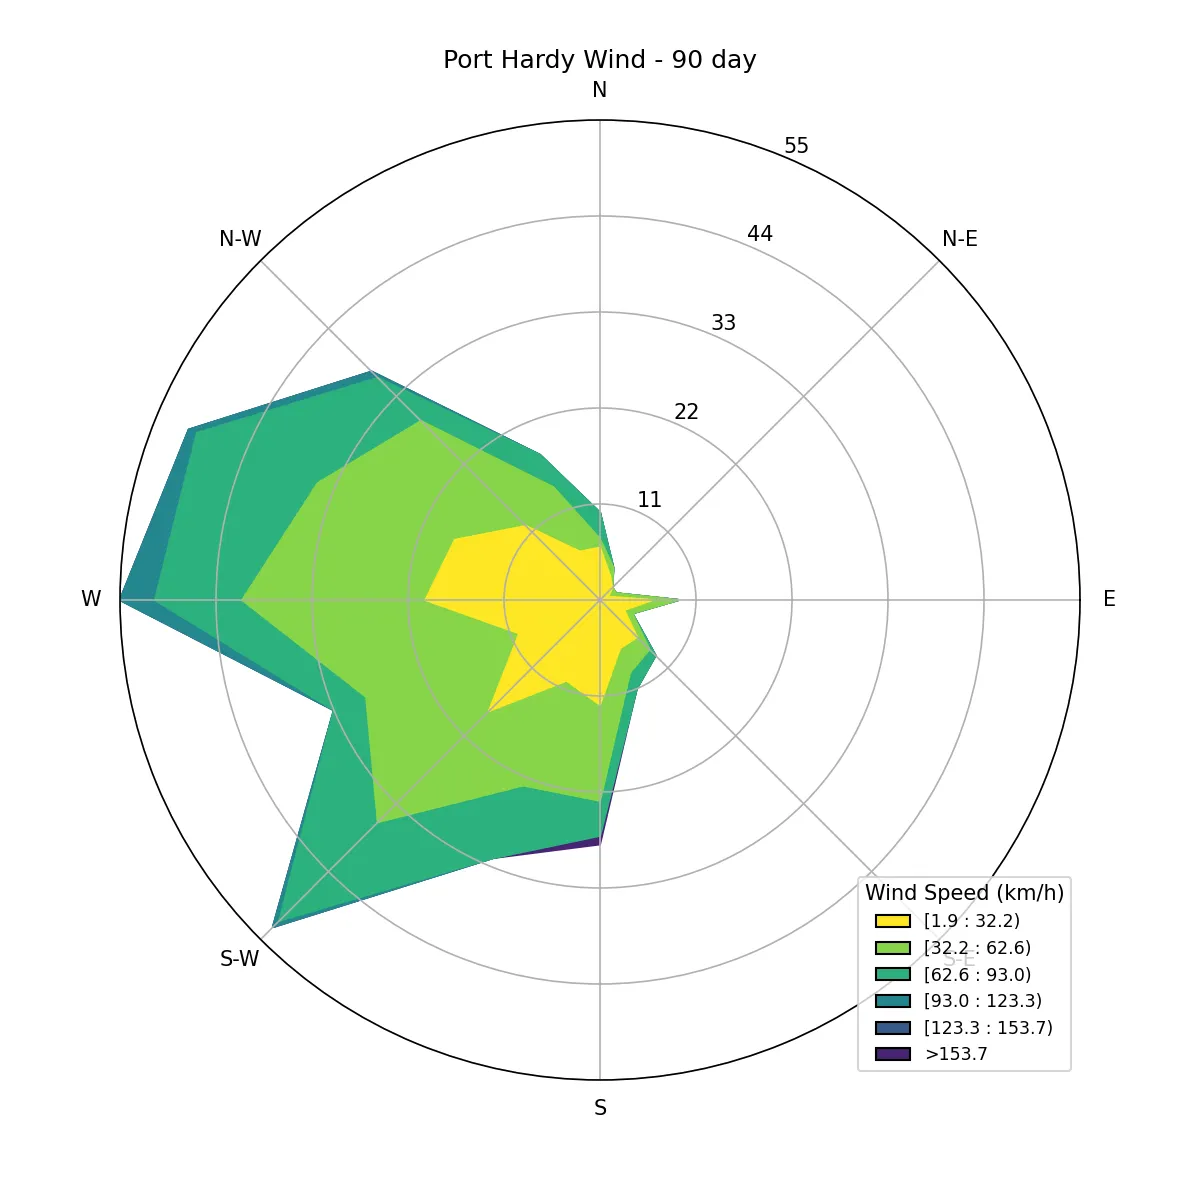 Port Hardy Wind - 90 day
N
55
N-W
44
N-E
33
22
11
W
E
S-W
S-E
S
Wind Speed (km/h)
[1.9 : 32.2)
[32.2 : 62.6)
[62.6 : 93.0)
[93.0 : 123.3)
[123.3 : 153.7)
>153.7